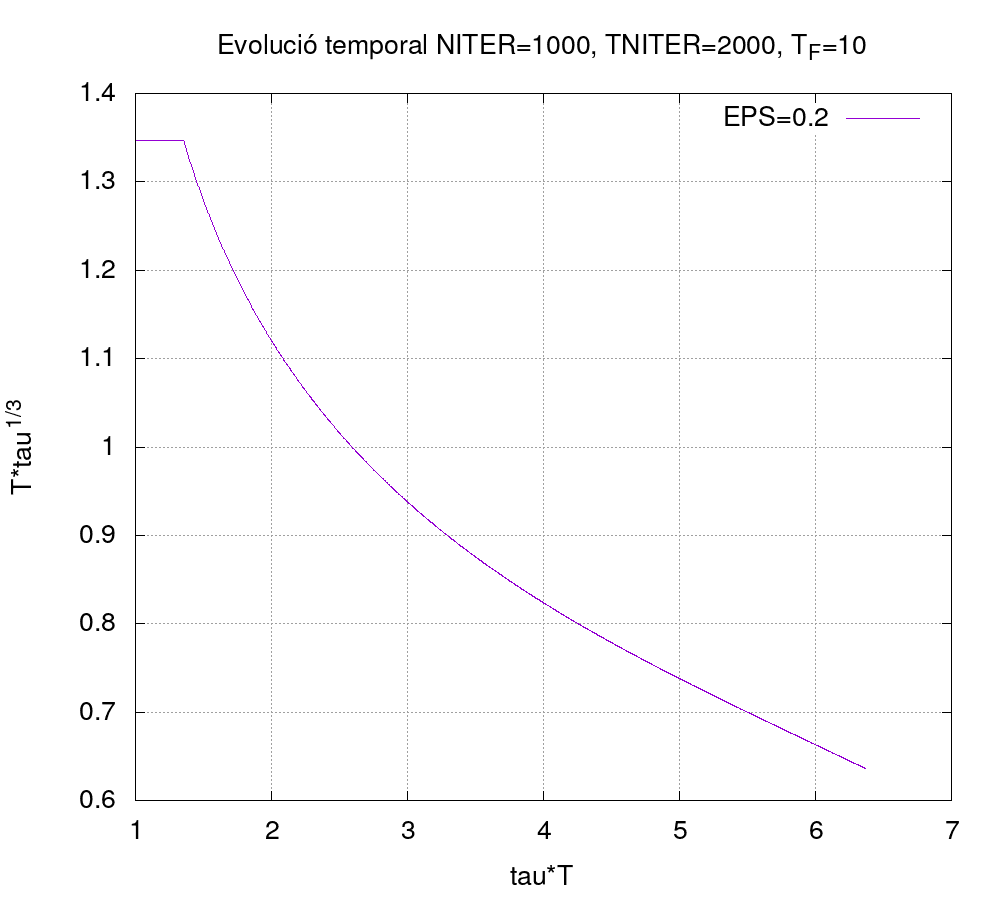 Evolució temporal NITER=1000, TNITER=2000, T_F=10
EPS=0.2
1.4
1.3
1.2
1.1
1
0.9
0.8
0.7
0.6
T*tau^1/3
1 2 3 4 5 6 7
tau*T